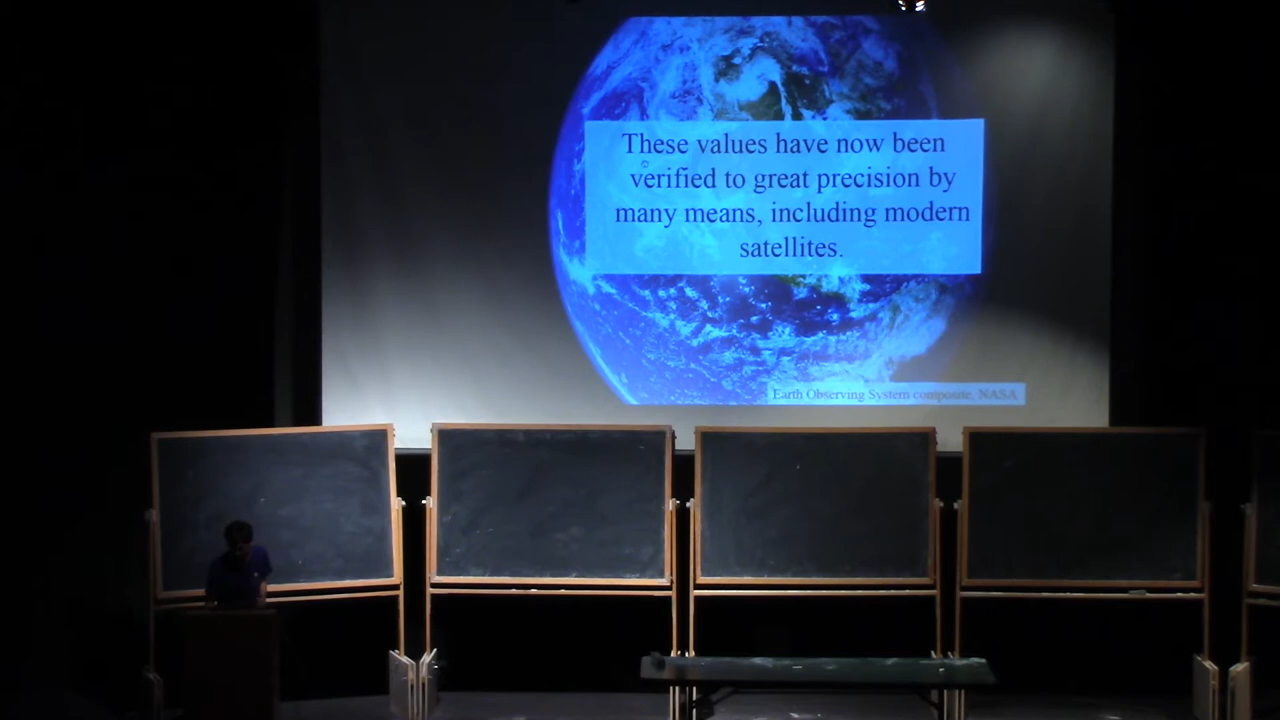 These values have now been
verified to great precision by
many means, including modern
satellites.
Earth Observing System composite, NASA